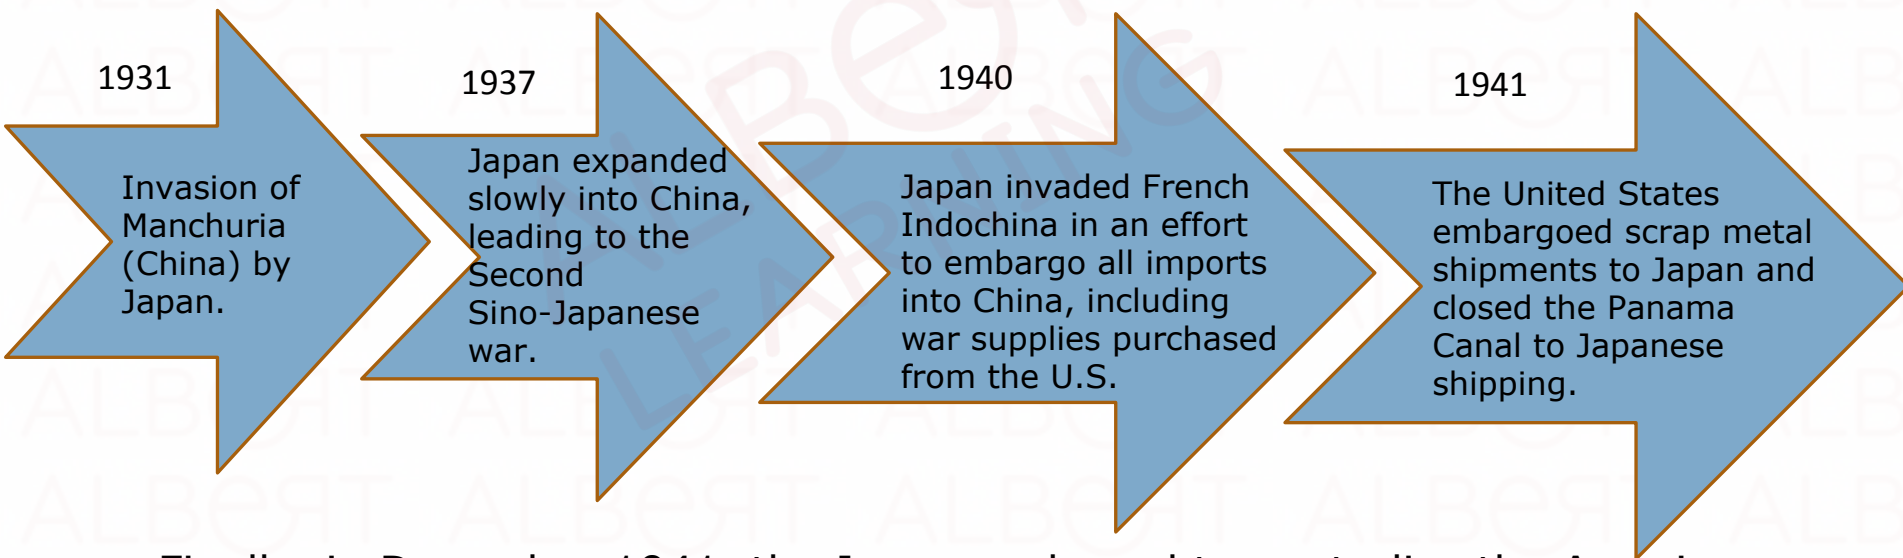 1931
Invasion of
Manchuria
(China) by
Japan.
1937
Japan expanded
slowly into China,
leading to the
Second
Sino-Japanese
war.
1940
Japan invaded French
Indochina in an effort
to embargo all imports
into China, including
war supplies purchased
from the U.S.
1941
The United States
embargoed scrap metal
shipments to Japan and
closed the Panama
Canal to Japanese
shipping.
ALBERT
LEARNING